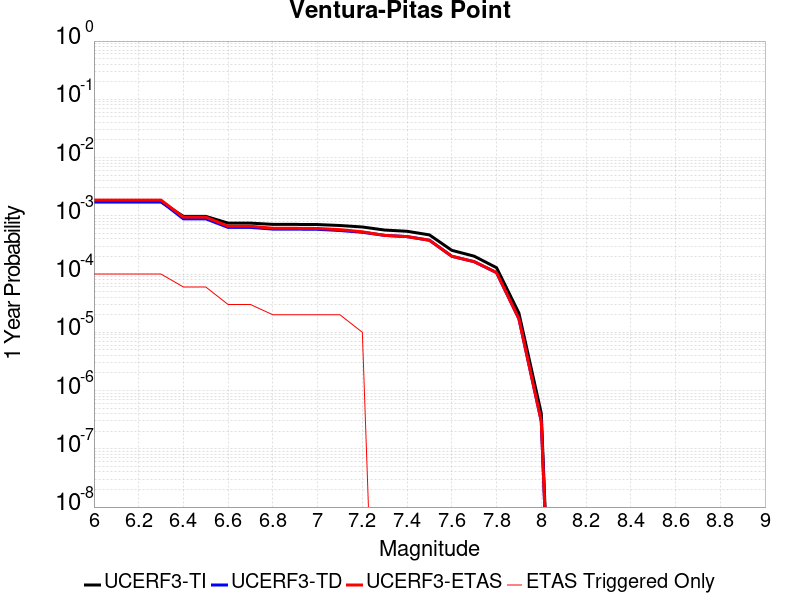 Ventura-Pitas Point
10^0
10^-1
10^-2
10^-3
10^-4
10^-5
10^-6
10^-7
10^-8
1 Year Probability
6 6.2 6.4 6.6 6.8 7 7.2 7.4 7.6 7.8 8 8.2 8.4 8.6 8.8 9
Magnitude
UCERF3-TI UCERF3-TD UCERF3-ETAS ETAS Triggered Only